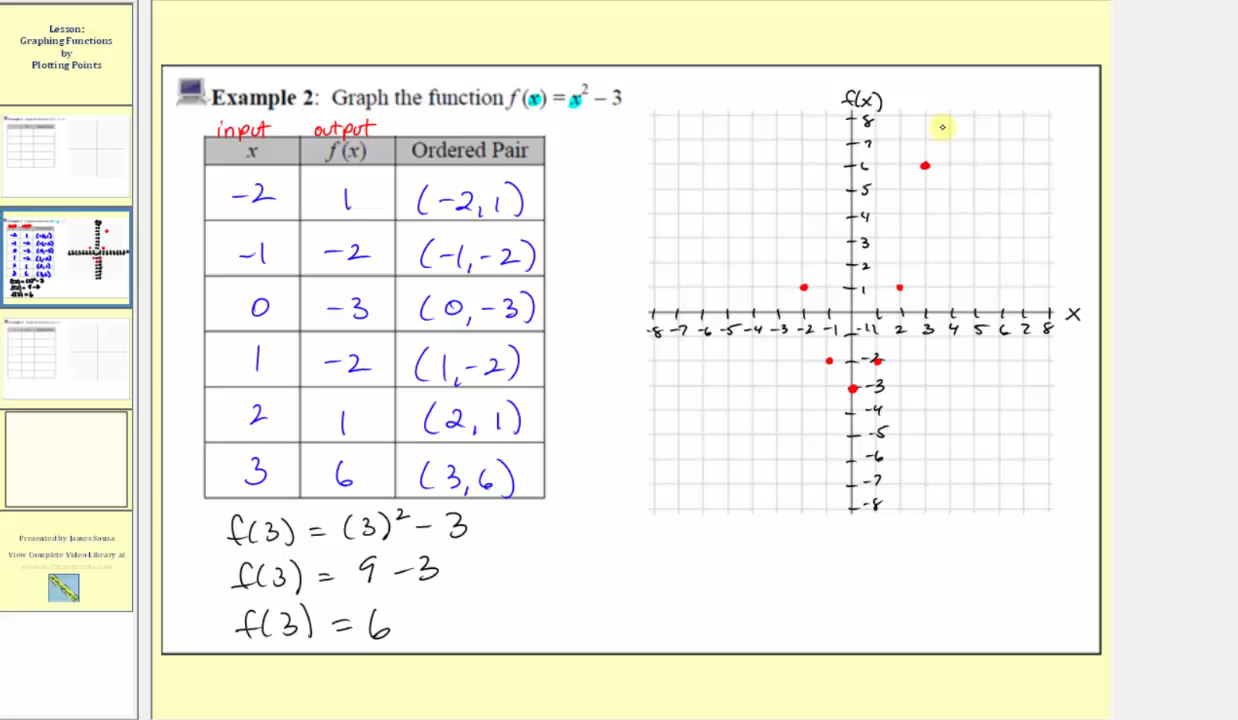 Lesson:
Graphing Functions
by
Plotting Points
Presented by James Sousa
View Complete Video Library at
Example 2: Graph the function f (x) = x² − 3
input output
x f (x) Ordered Pair
-2 1 (-2, 1)
-1 -2 (-1, -2)
0 -3 (0, -3)
1 -2 (1, -2)
2 1 (2, 1)
3 6 (3, 6)
f(3) = (3)² - 3
f(3) = 9 - 3
f(3) = 6
f(x)
8
7
6
5
4
3
2
1
-8 -7 -6 -5 -4 -3 -2 -1 -1 1 2 3 4 5 6 7 8 x
-2
-3
-4
-5
-6
-7
-8